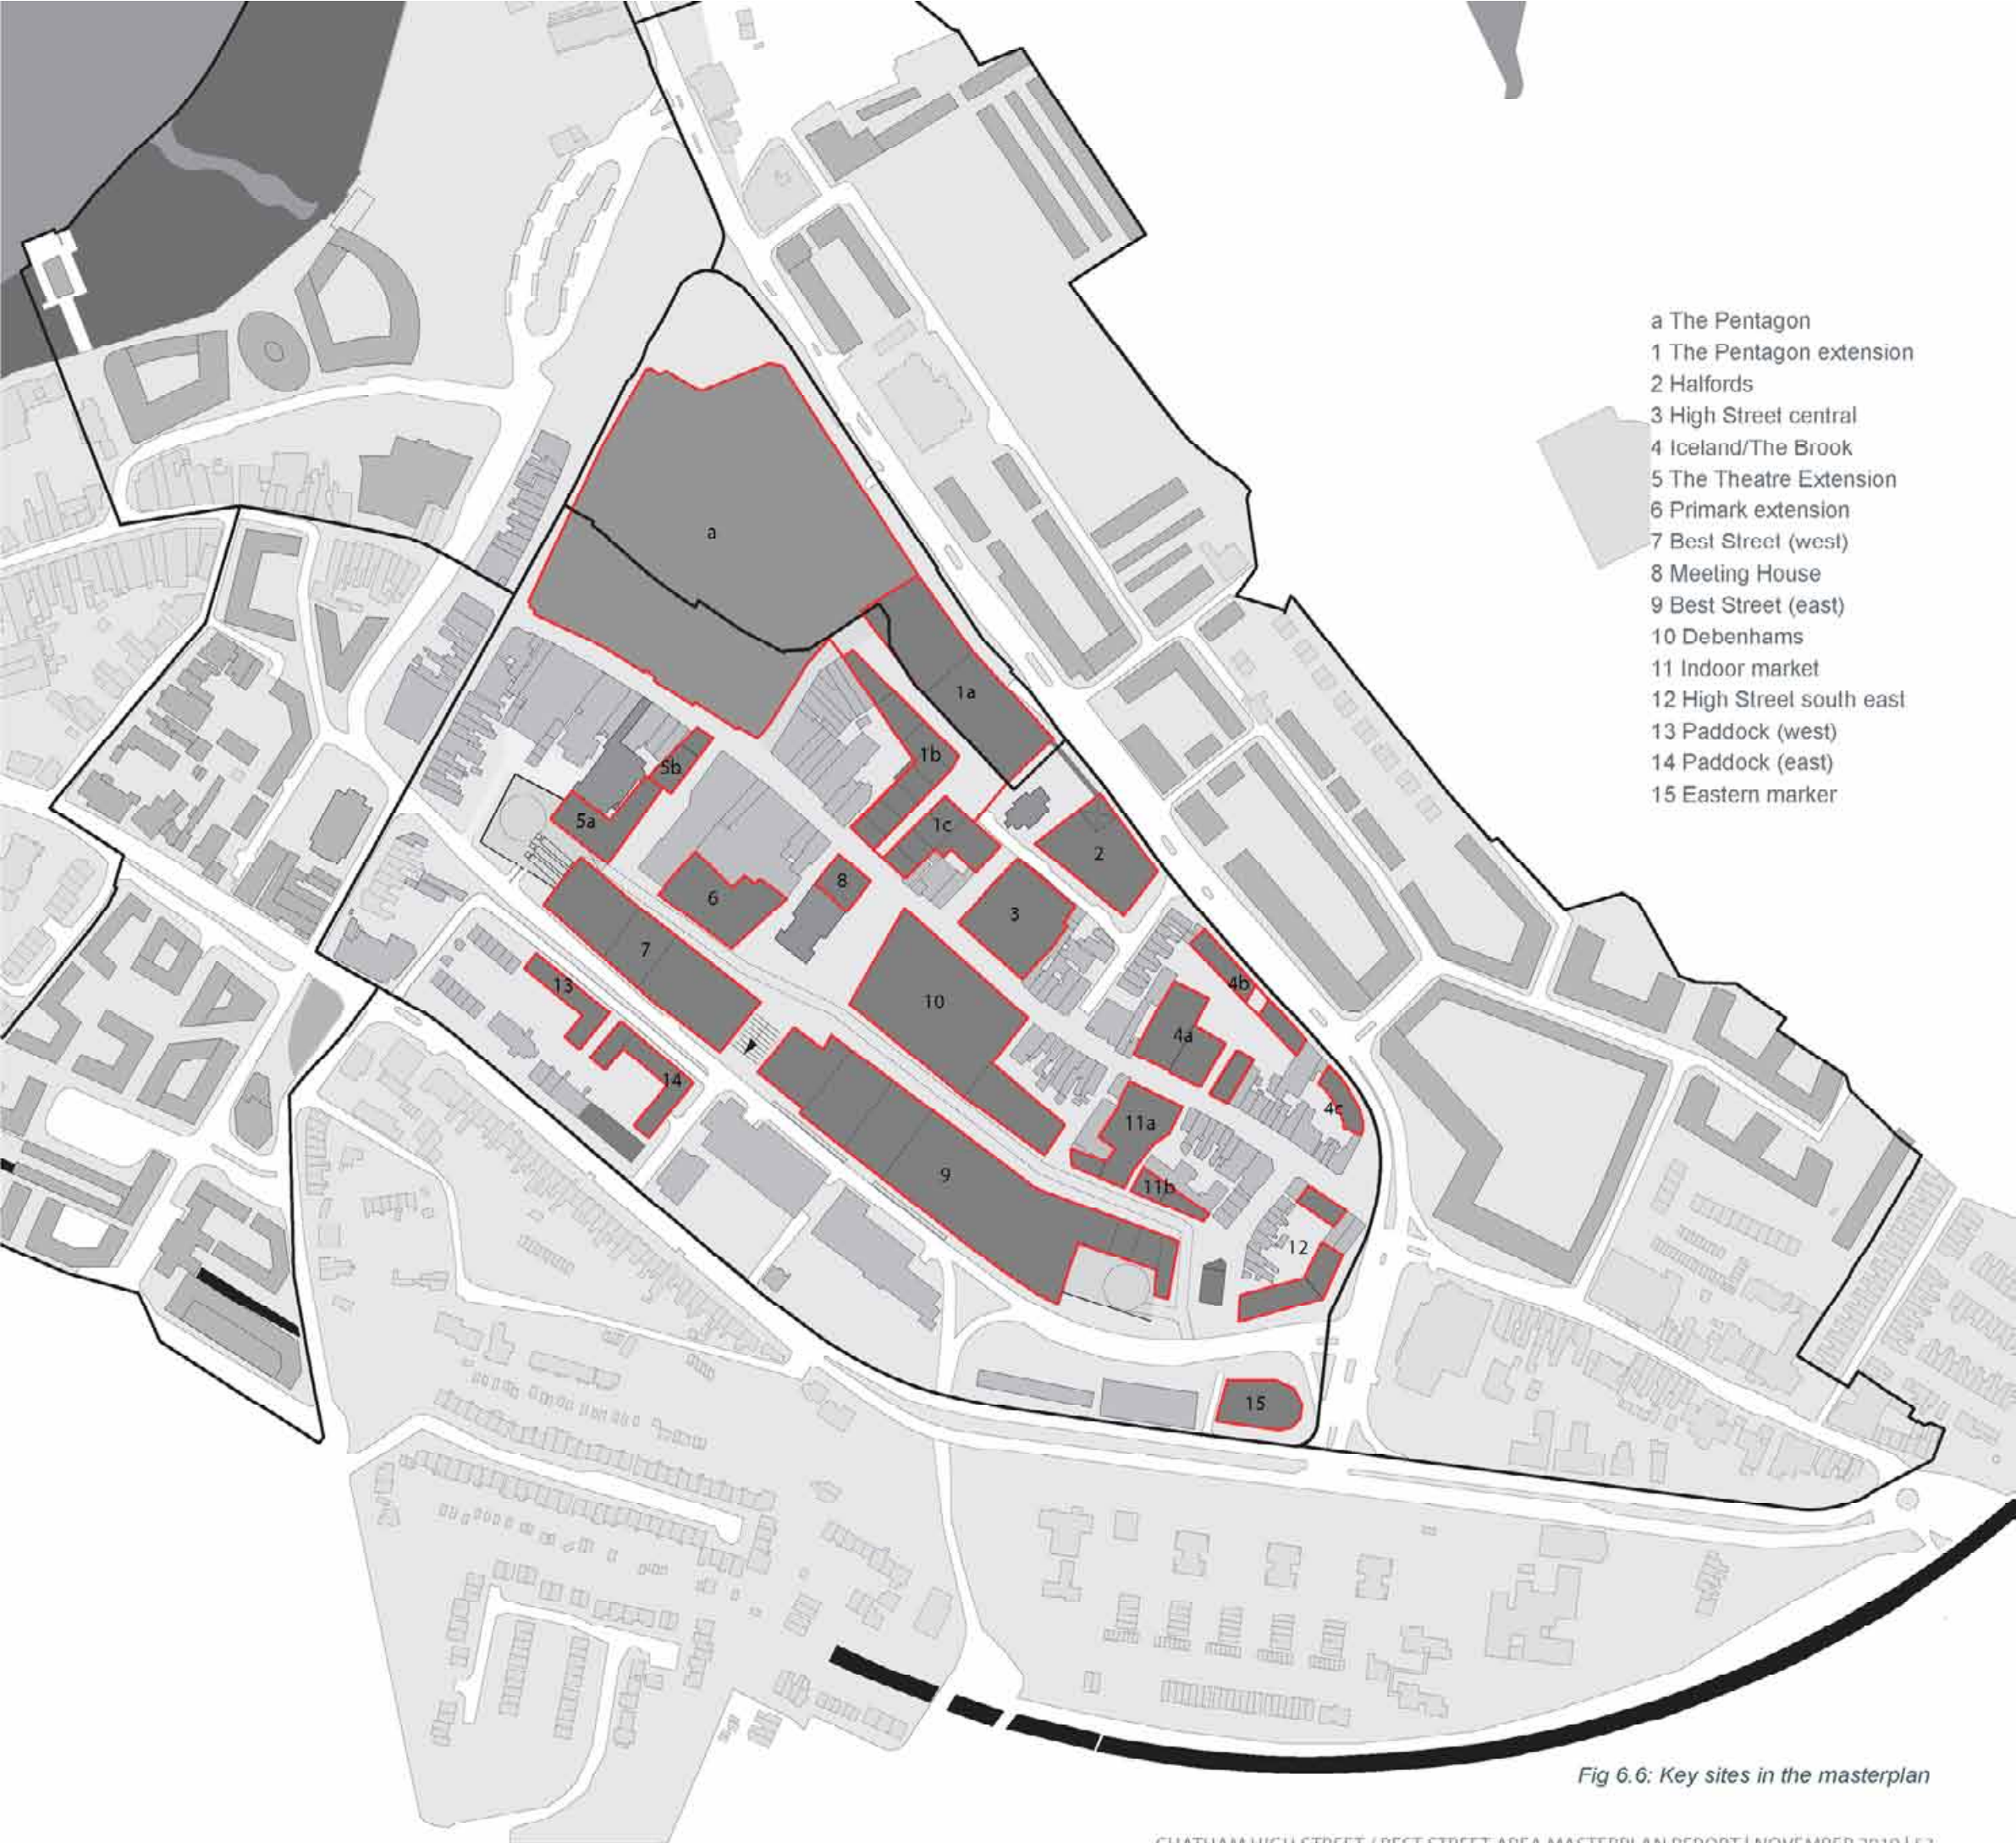 a The Pentagon
1 The Pentagon extension
2 Halfords
3 High Street central
4 Iceland/The Brook
5 The Theatre Extension
6 Primark extension
7 Best Street (west)
8 Meeting House
9 Best Street (east)
10 Debenhams
11 Indoor market
12 High Street south east
13 Paddock (west)
14 Paddock (east)
15 Eastern marker
a
1a
1b
5b
5a
1c
2
8
6
3
7
4b
13
10
4a
14
4c
11a
9
11b
12
15
Fig 6.6: Key sites in the masterplan